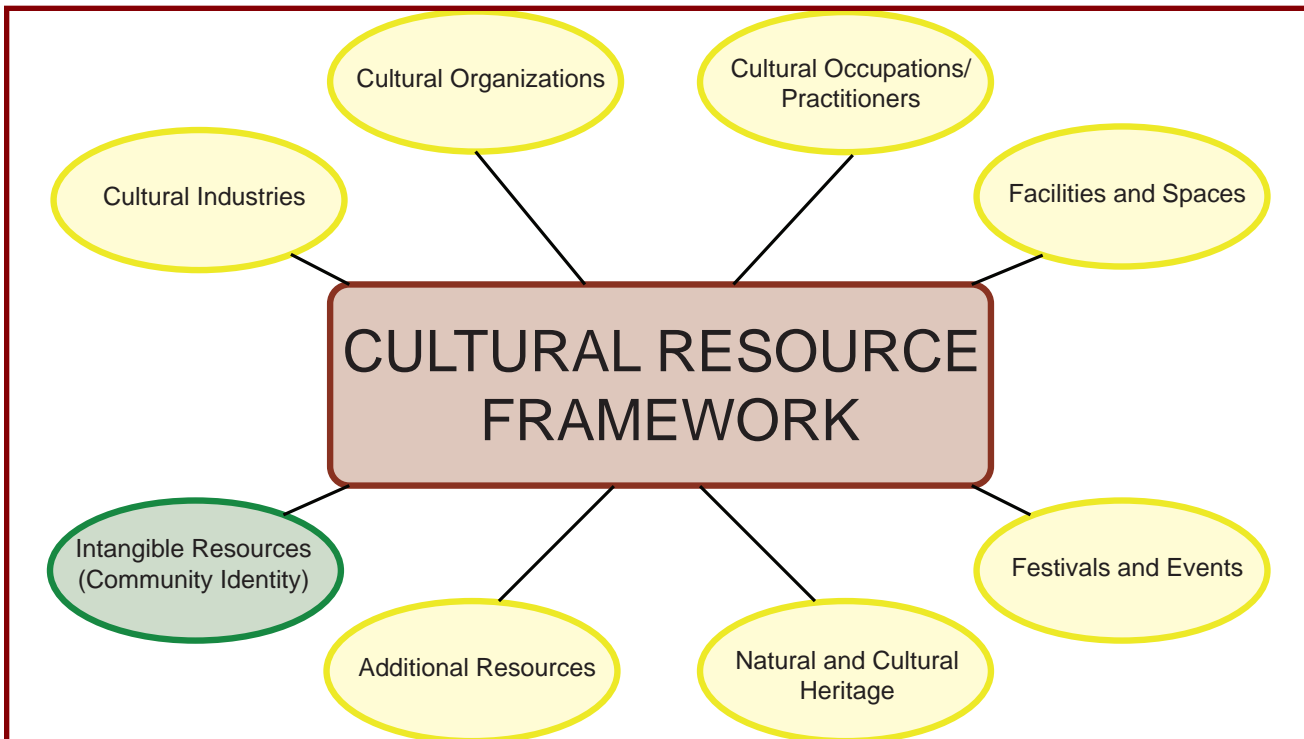 Cultural Organizations
Cultural Occupations/
Practitioners
Cultural Industries
Facilities and Spaces
CULTURAL RESOURCE
FRAMEWORK
Intangible Resources
(Community Identity)
Festivals and Events
Additional Resources
Natural and Cultural
Heritage